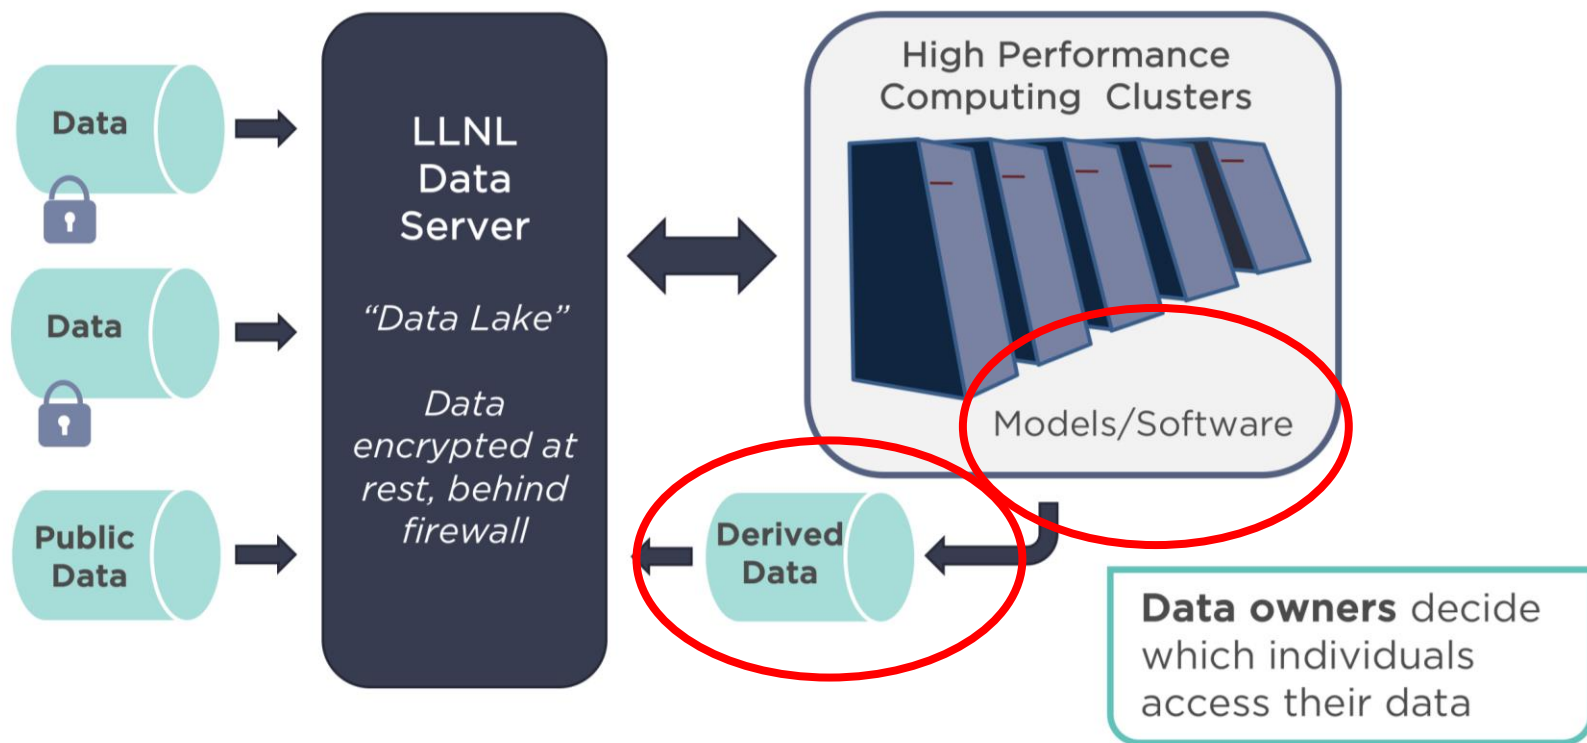 Data
Data
Public
Data
LLNL
Data
Server
“Data Lake”
Data
encrypted at
rest, behind
firewall
High Performance
Computing Clusters
Models/Software
Derived
Data
Data owners decide
which individuals
access their data